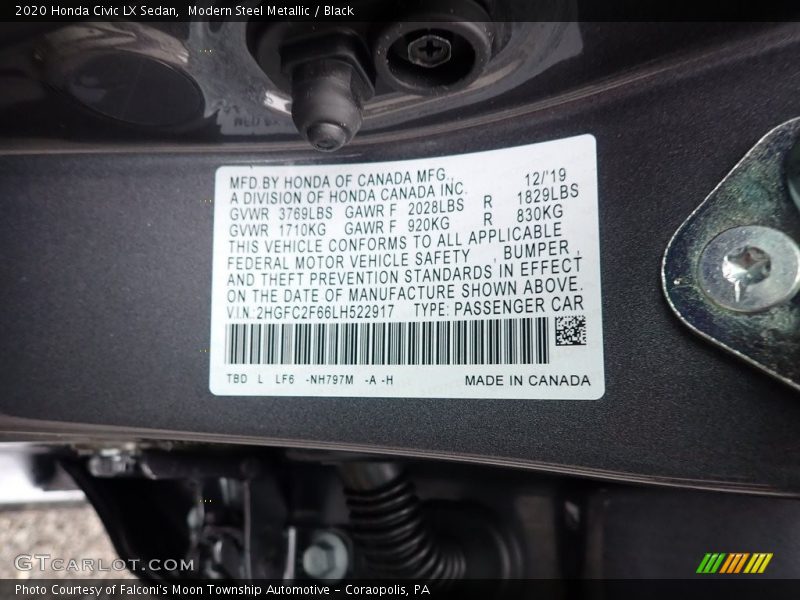 2020 Honda Civic LX Sedan, Modern Steel Metallic / Black
MFD.BY HONDA OF CANADA MFG., 12/'19
A DIVISION OF HONDA CANADA INC.
GVWR 3769LBS GAWR F 2028LBS R 1829LBS
GVWR 1710KG GAWR F 920KG R 830KG
THIS VEHICLE CONFORMS TO ALL APPLICABLE
FEDERAL MOTOR VEHICLE SAFETY , BUMPER ,
AND THEFT PREVENTION STANDARDS IN EFFECT
ON THE DATE OF MANUFACTURE SHOWN ABOVE.
V.I.N.:2HGFC2F66LH522917 TYPE: PASSENGER CAR
TBD L LF6 -NH797M -A -H MADE IN CANADA
GTCarLot.com
Photo Courtesy of Falconi's Moon Township Automotive - Coraopolis, PA